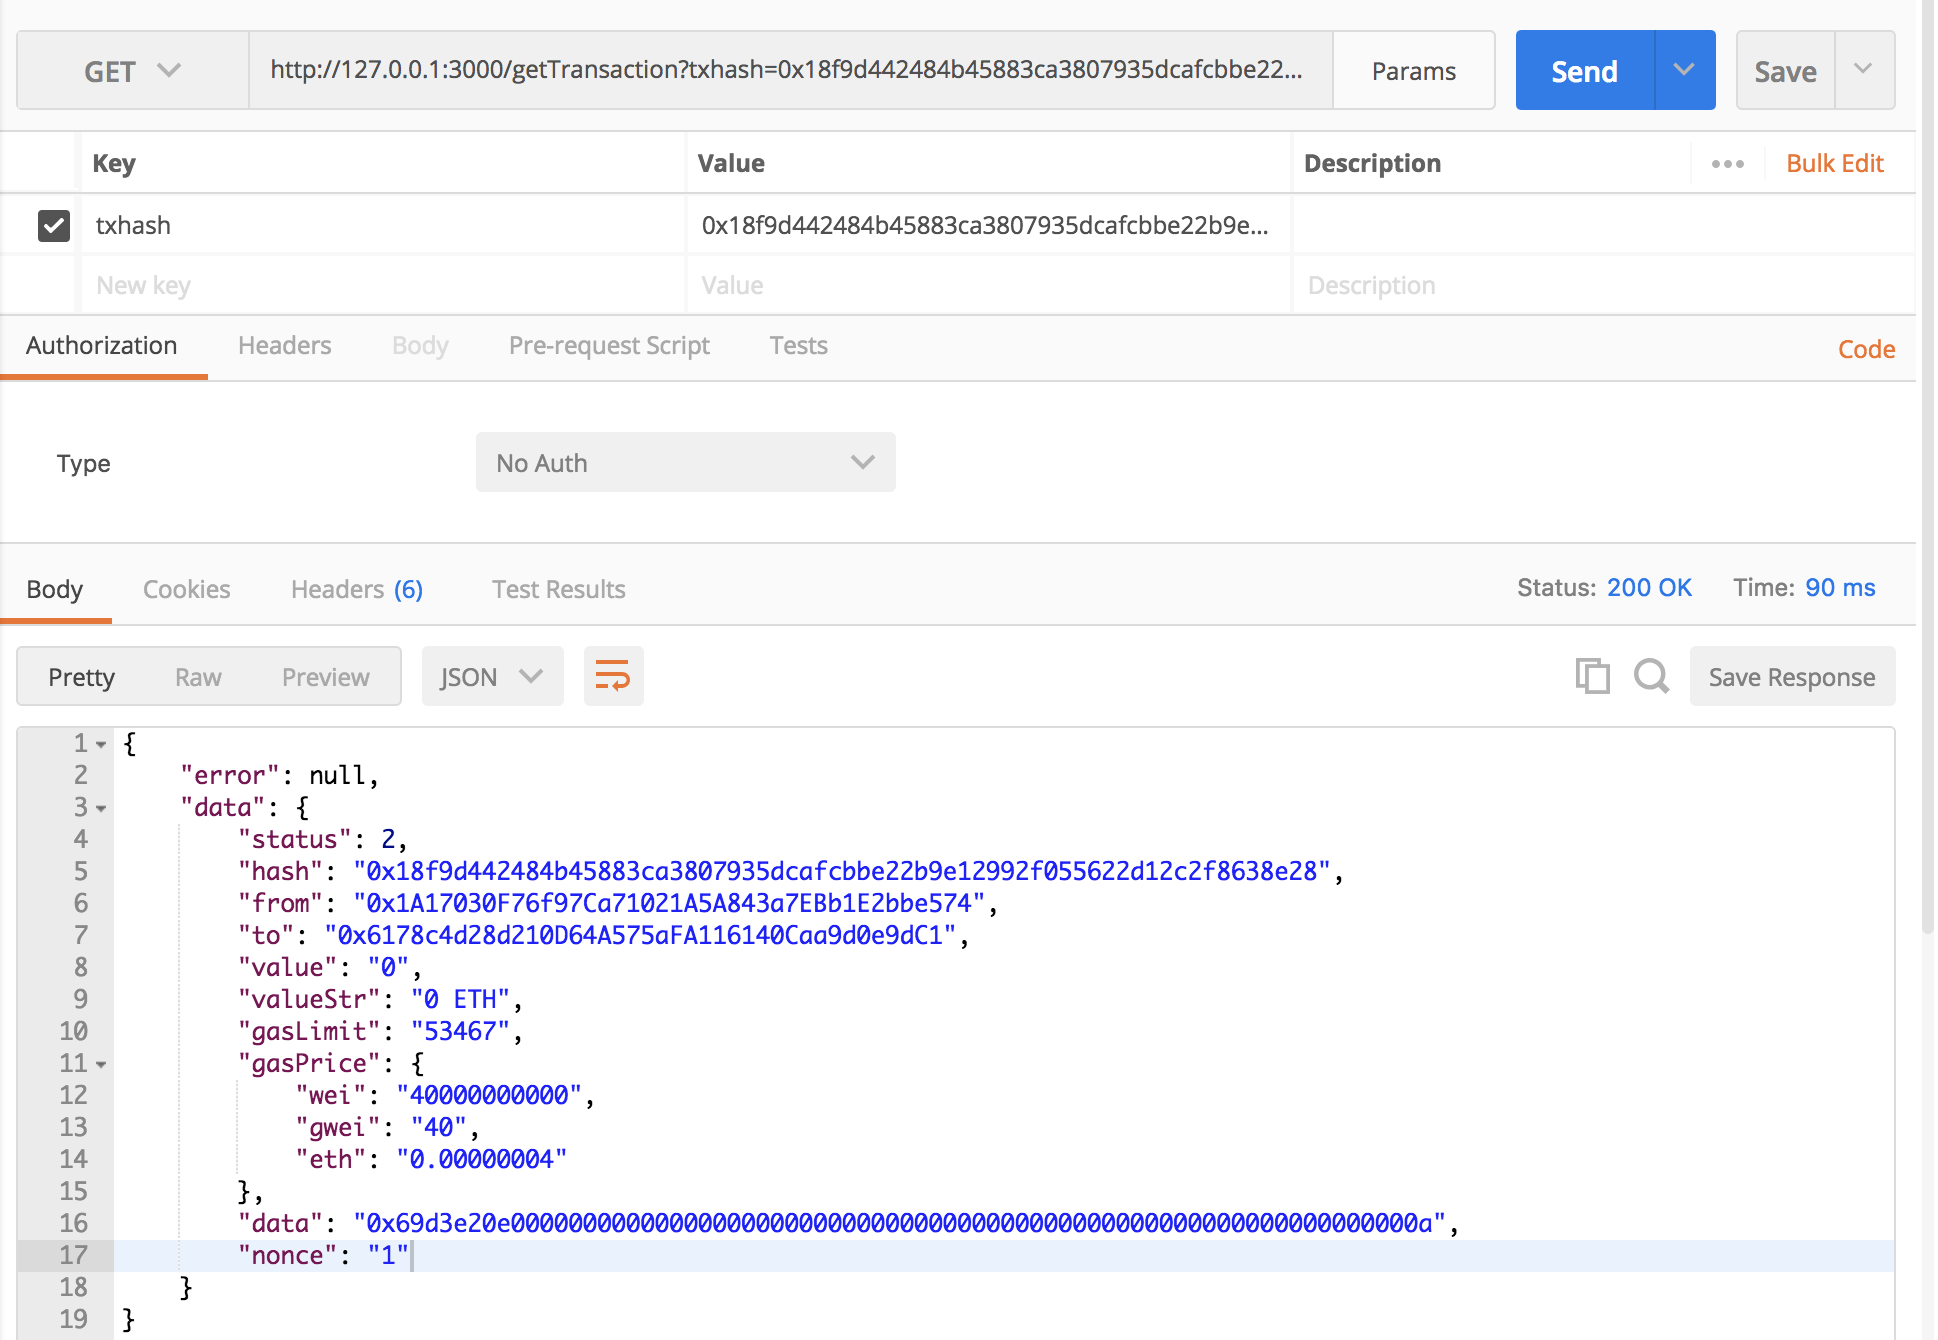 GET http://127.0.0.1:3000/getTransaction?txhash=0x18f9d442484b45883ca3807935dcafcbbe22... Params Send Save
Key Value Description ••• Bulk Edit
txhash 0x18f9d442484b45883ca3807935dcafcbbe22b9e...
New key Value Description
Authorization Headers Body Pre-request Script Tests Code
Type No Auth
Body Cookies Headers (6) Test Results Status: 200 OK Time: 90 ms
Pretty Raw Preview JSON Save Response
1 {
2 "error": null,
3 "data": {
4 "status": 2,
5 "hash": "0x18f9d442484b45883ca3807935dcafcbbe22b9e12992f055622d12c2f8638e28",
6 "from": "0x1A17030F76f97Ca71021A5A843a7EBb1E2bbe574",
7 "to": "0x6178c4d28d210D64A575aFA116140Caa9d0e9dC1",
8 "value": "0",
9 "valueStr": "0 ETH",
10 "gasLimit": "53467",
11 "gasPrice": {
12 "wei": "40000000000",
13 "gwei": "40",
14 "eth": "0.00000004"
15 },
16 "data": "0x69d3e20e000000000000000000000000000000000000000000000000000000000000000a",
17 "nonce": "1"
18 }
19 }